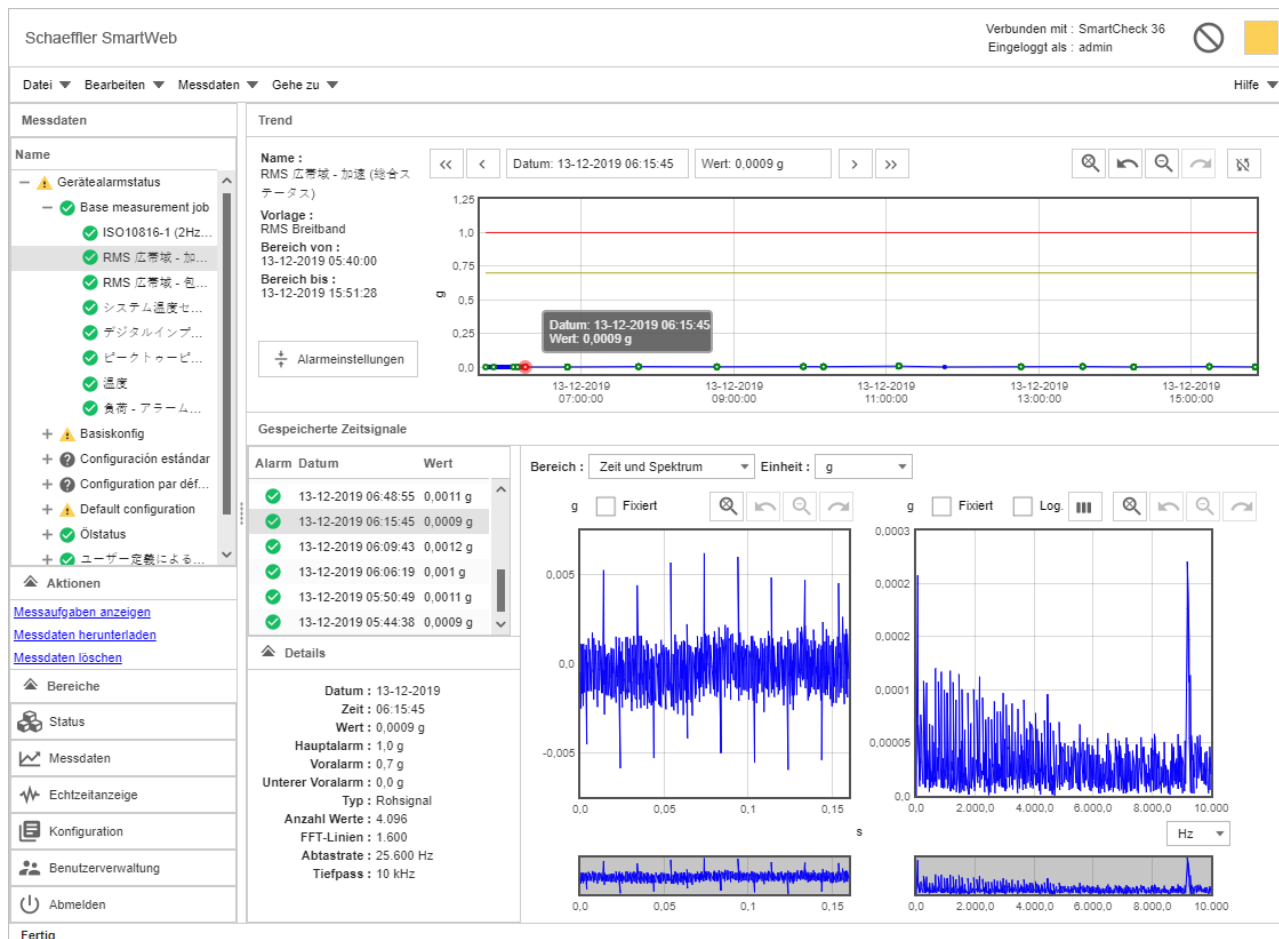 Schaeffler SmartWeb
Verbunden mit : SmartCheck 36
Eingeloggt als : admin
Datei Bearbeiten Messdaten Gehe zu Hilfe
Messdaten
Name
Gerätealarmstatus
Base measurement job
ISO10816-1 (2Hz...
RMS 広帯域 - 加...
RMS 広帯域 - 包...
システム温度セ...
デジタルインプ...
ピークトゥーピ...
温度
負荷 - アラーム...
Basiskonfig
Configuración estándar
Configuration par déf...
Default configuration
Ölstatus
ユーザー定義による...
Aktionen
Messaufgaben anzeigen
Messdaten herunterladen
Messdaten löschen
Bereiche
Status
Messdaten
Echtzeitanzeige
Konfiguration
Benutzerverwaltung
Abmelden
Fertig
Trend
Name :
RMS 広帯域 - 加速 (総合ス
テータス)
Vorlage :
RMS Breitband
Bereich von :
13-12-2019 05:40:00
Bereich bis :
13-12-2019 15:51:28
Alarmeinstellungen
Datum: 13-12-2019 06:15:45 Wert: 0,0009 g
1,25
1,0
0,75
0,5
0,25
0,0
g
Datum: 13-12-2019 06:15:45
Wert: 0,0009 g
13-12-2019 13-12-2019 13-12-2019 13-12-2019 13-12-2019
07:00:00 09:00:00 11:00:00 13:00:00 15:00:00
Gespeicherte Zeitsignale
Alarm Datum Wert
13-12-2019 06:48:55 0,0011 g
13-12-2019 06:15:45 0,0009 g
13-12-2019 06:09:43 0,0012 g
13-12-2019 06:06:19 0,001 g
13-12-2019 05:50:49 0,0011 g
13-12-2019 05:44:38 0,0009 g
Details
Datum : 13-12-2019
Zeit : 06:15:45
Wert : 0,0009 g
Hauptalarm : 1,0 g
Voralarm : 0,7 g
Unterer Voralarm : 0,0 g
Typ : Rohsignal
Anzahl Werte : 4.096
FFT-Linien : 1.600
Abtastrate : 25.600 Hz
Tiefpass : 10 kHz
Bereich : Zeit und Spektrum Einheit : g
g Fixiert
0,005
0,0
-0,005
0,0 0,05 0,1 0,15
s
0,0 0,05 0,1 0,15
g Fixiert Log.
0,0003
0,0002
0,0002
0,0001
0,00005
0,0
0,0 2.000,0 4.000,0 6.000,0 8.000,0 10.000
Hz
0,0 2.000,0 4.000,0 6.000,0 8.000,0 10.000